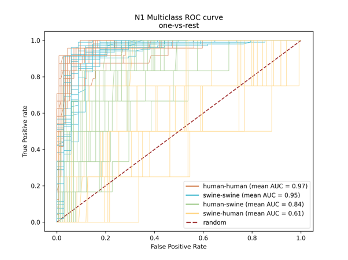 N1 Multiclass ROC curve
one-vs-rest
1.0
0.8
0.6
0.4
0.2
0.0
True Positive rate
human-human (mean AUC = 0.97)
swine-swine (mean AUC = 0.95)
human-swine (mean AUC = 0.84)
swine-human (mean AUC = 0.61)
random
0.0 0.2 0.4 0.6 0.8 1.0
False Positive Rate